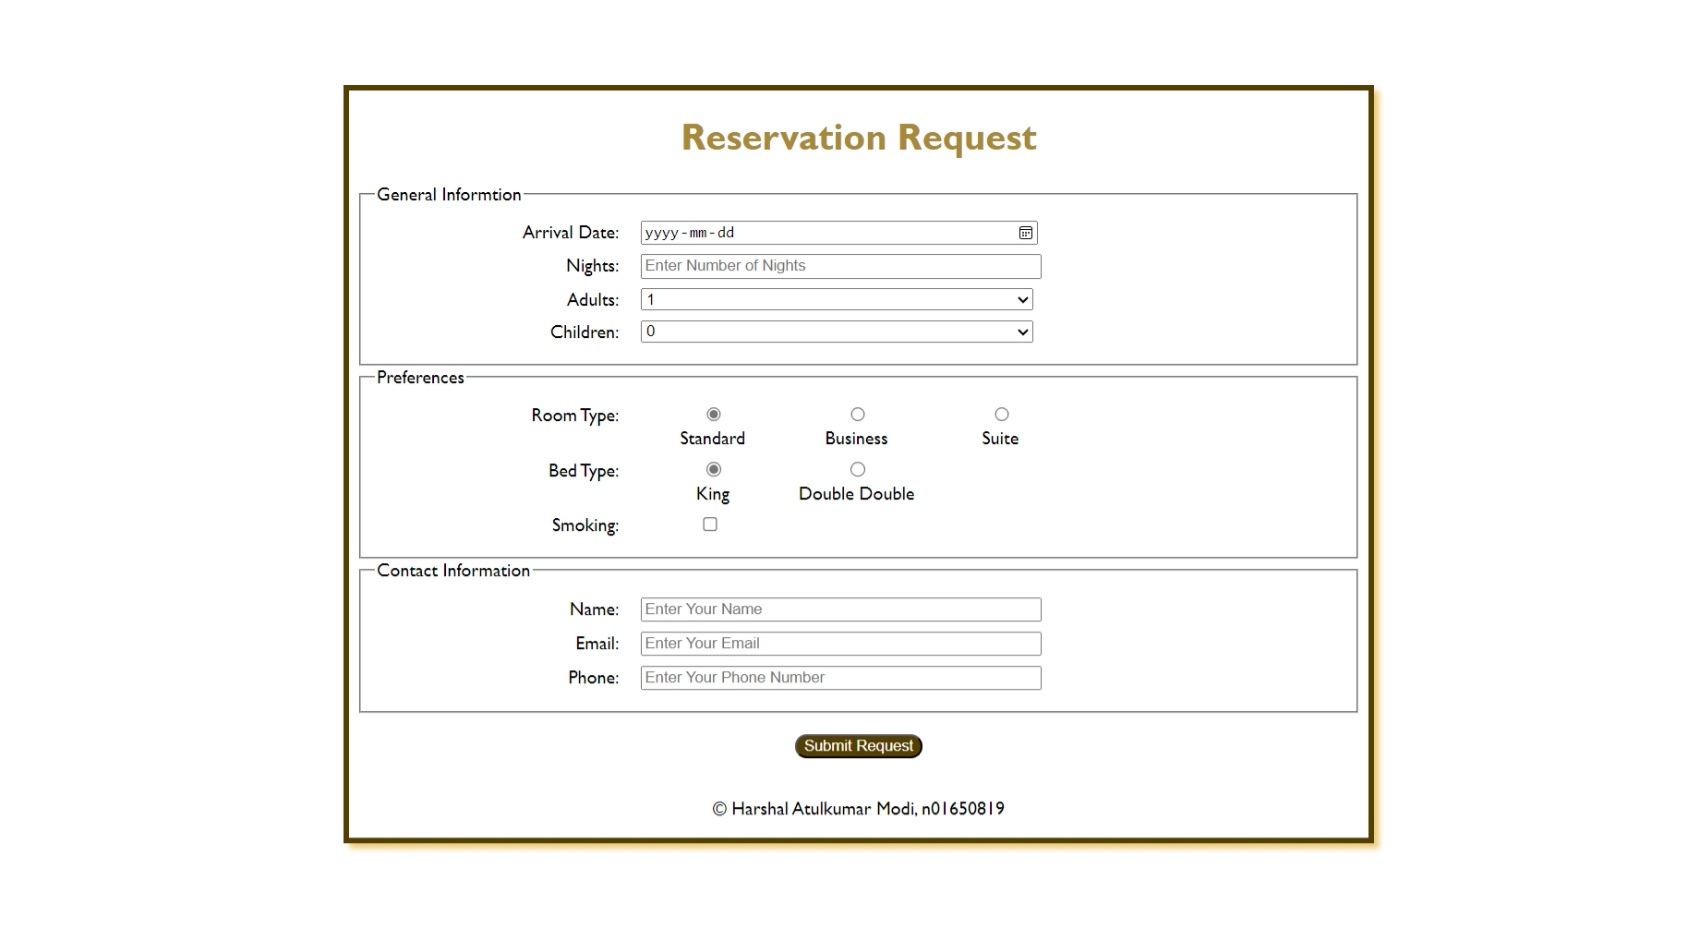 Reservation Request
General Informtion
Arrival Date: yyyy-mm-dd
Nights: Enter Number of Nights
Adults: 1
Children: 0
Preferences
Room Type:
Standard Business Suite
Bed Type:
King Double Double
Smoking:
Contact Information
Name: Enter Your Name
Email: Enter Your Email
Phone: Enter Your Phone Number
Submit Request
© Harshal Atulkumar Modi, n01650819